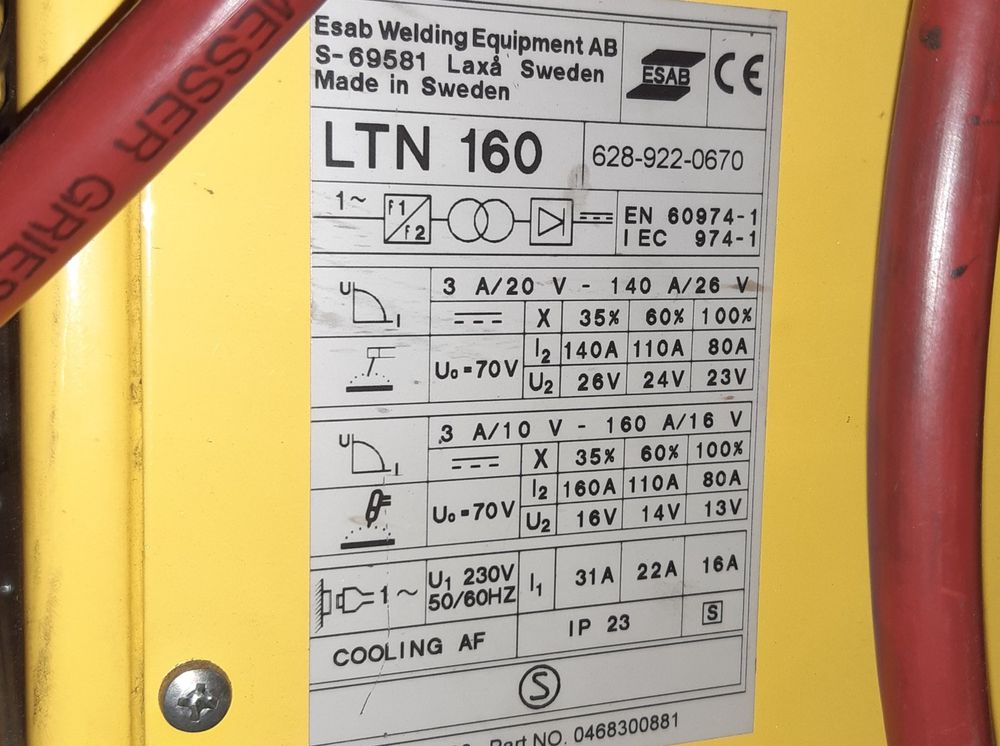 MESSER GRIES
Esab Welding Equipment AB
S-69581 Laxå Sweden
Made in Sweden
ESAB
CE
LTN 160
628-922-0670
1~
f1
f2
EN 60974-1
IEC 974-1
U
I
3 A/20 V - 140 A/26 V
X 35% 60% 100%
U₀=70V
I₂ 140A 110A 80A
U₂ 26V 24V 23V
U
I
3 A/10 V - 160 A/16 V
X 35% 60% 100%
U₀=70V
I₂ 160A 110A 80A
U₂ 16V 14V 13V
1~
U₁ 230V
50/60HZ
I₁ 31A 22A 16A
COOLING AF
IP 23
S
S
Part NO. 0468300881